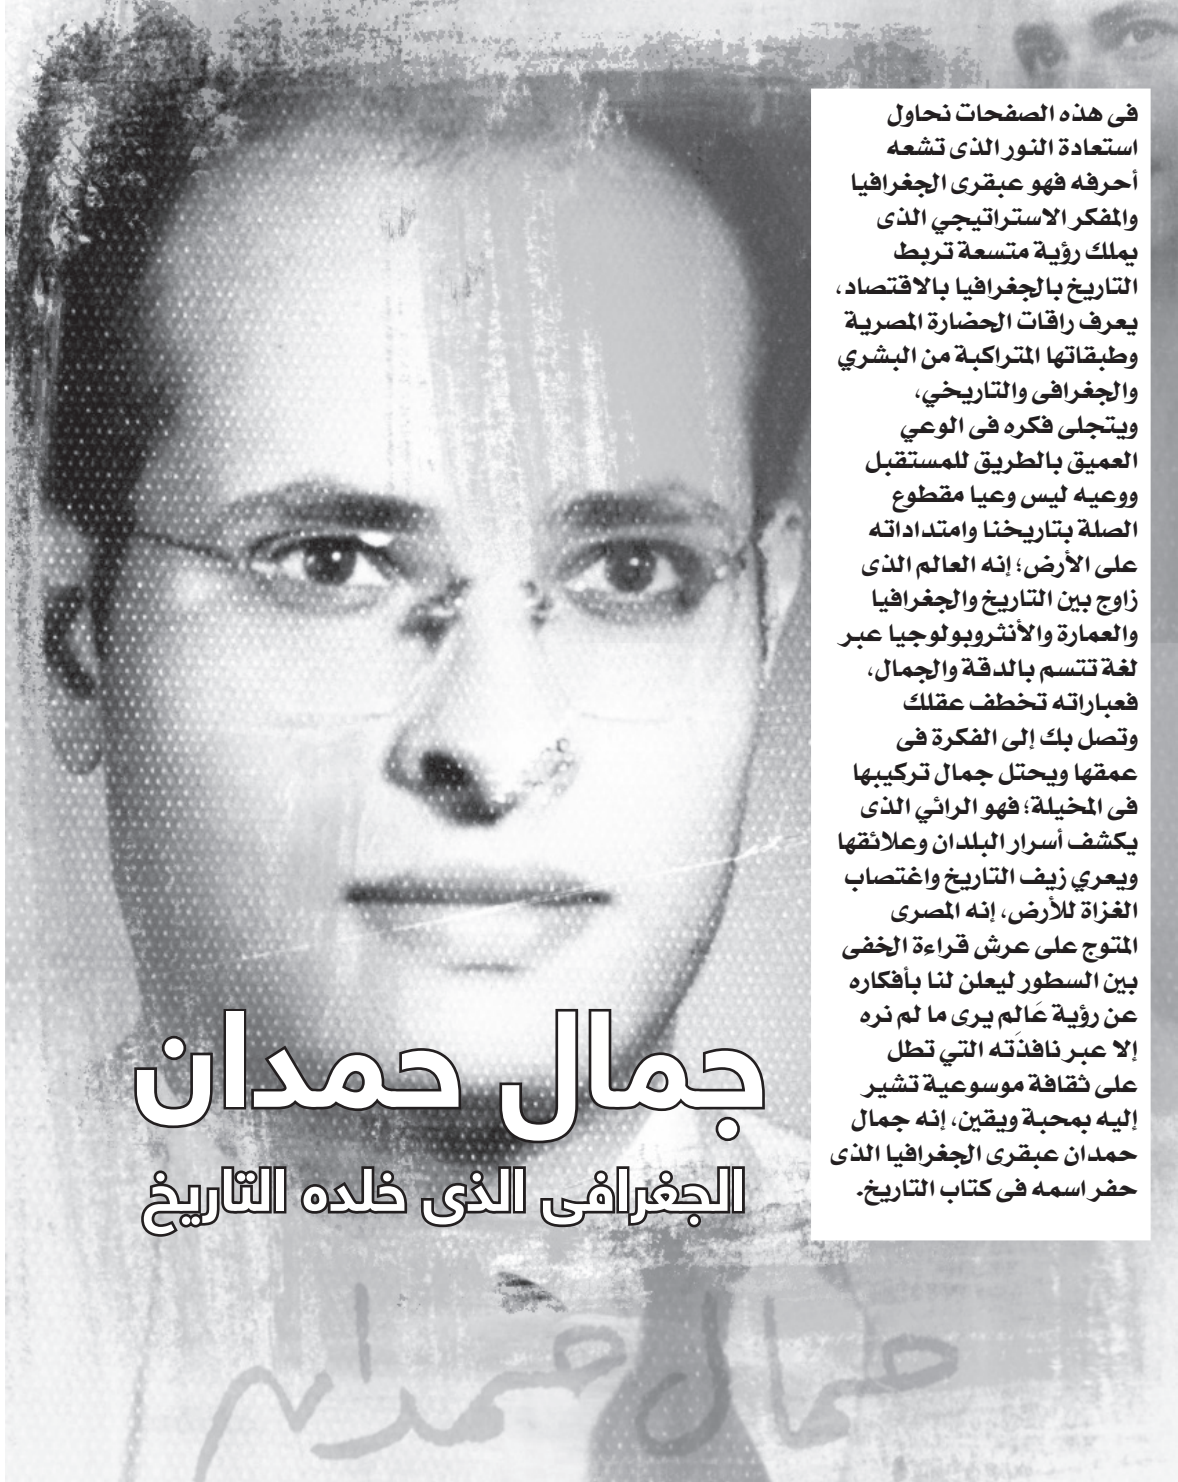 فى هذه الصفحات نحاول
استعادة النور الذى تشعه
أحرفه فهو عبقرى الجغرافيا
والمفكر الاستراتيجي الذى
يملك رؤية متسعة تربط
التاريخ بالجغرافيا بالاقتصاد،
يعرف راقات الحضارة المصرية
وطبقاتها المتراكبة من البشري
والجغرافى والتاريخي،
ويتجلى فكره فى الوعي
العميق بالطريق للمستقبل
ووعيه ليس وعيا مقطوع
الصلة بتاريخنا وامتداداته
على الأرض؛ إنه العالم الذى
زاوج بين التاريخ والجغرافيا
والعمارة والأنثروبولوجيا عبر
لغة تتسم بالدقة والجمال،
فعباراته تخطف عقلك
وتصل بك إلى الفكرة فى
عمقها ويحتل جمال تركيبها
فى المخيلة؛ فهو الرائي الذى
يكشف أسرار البلدان وعلائقها
ويعري زيف التاريخ واغتصاب
الغزاة للأرض، إنه المصرى
المتوج على عرش قراءة الخفى
بين السطور ليعلن لنا بأفكاره
عن رؤية عَالِم يرى ما لم نره
إلا عبر نافذَته التي تطل
على ثقافة موسوعية تشير
إليه بمحبة ويقين، إنه جمال
حمدان عبقرى الجغرافيا الذى
حفر اسمه فى كتاب التاريخ.
جمال حمدان
الجغرافى الذى خلده التاريخ
جمال حمدان